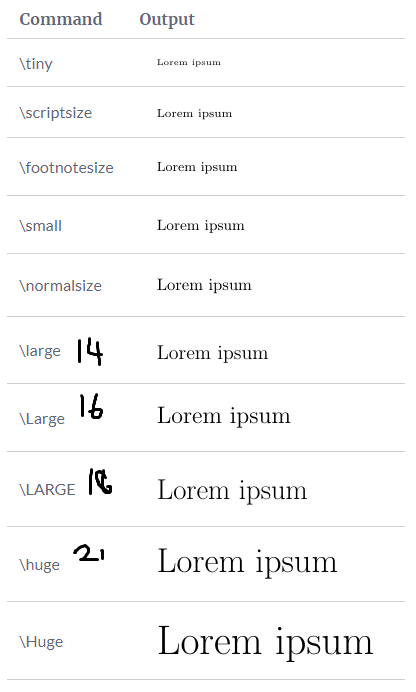 Command Output
\tiny Lorem ipsum
\scriptsize Lorem ipsum
\footnotesize Lorem ipsum
\small Lorem ipsum
\normalsize Lorem ipsum
\large 14 Lorem ipsum
\Large 16 Lorem ipsum
\LARGE Lorem ipsum
\huge 21 Lorem ipsum
\Huge Lorem ipsum